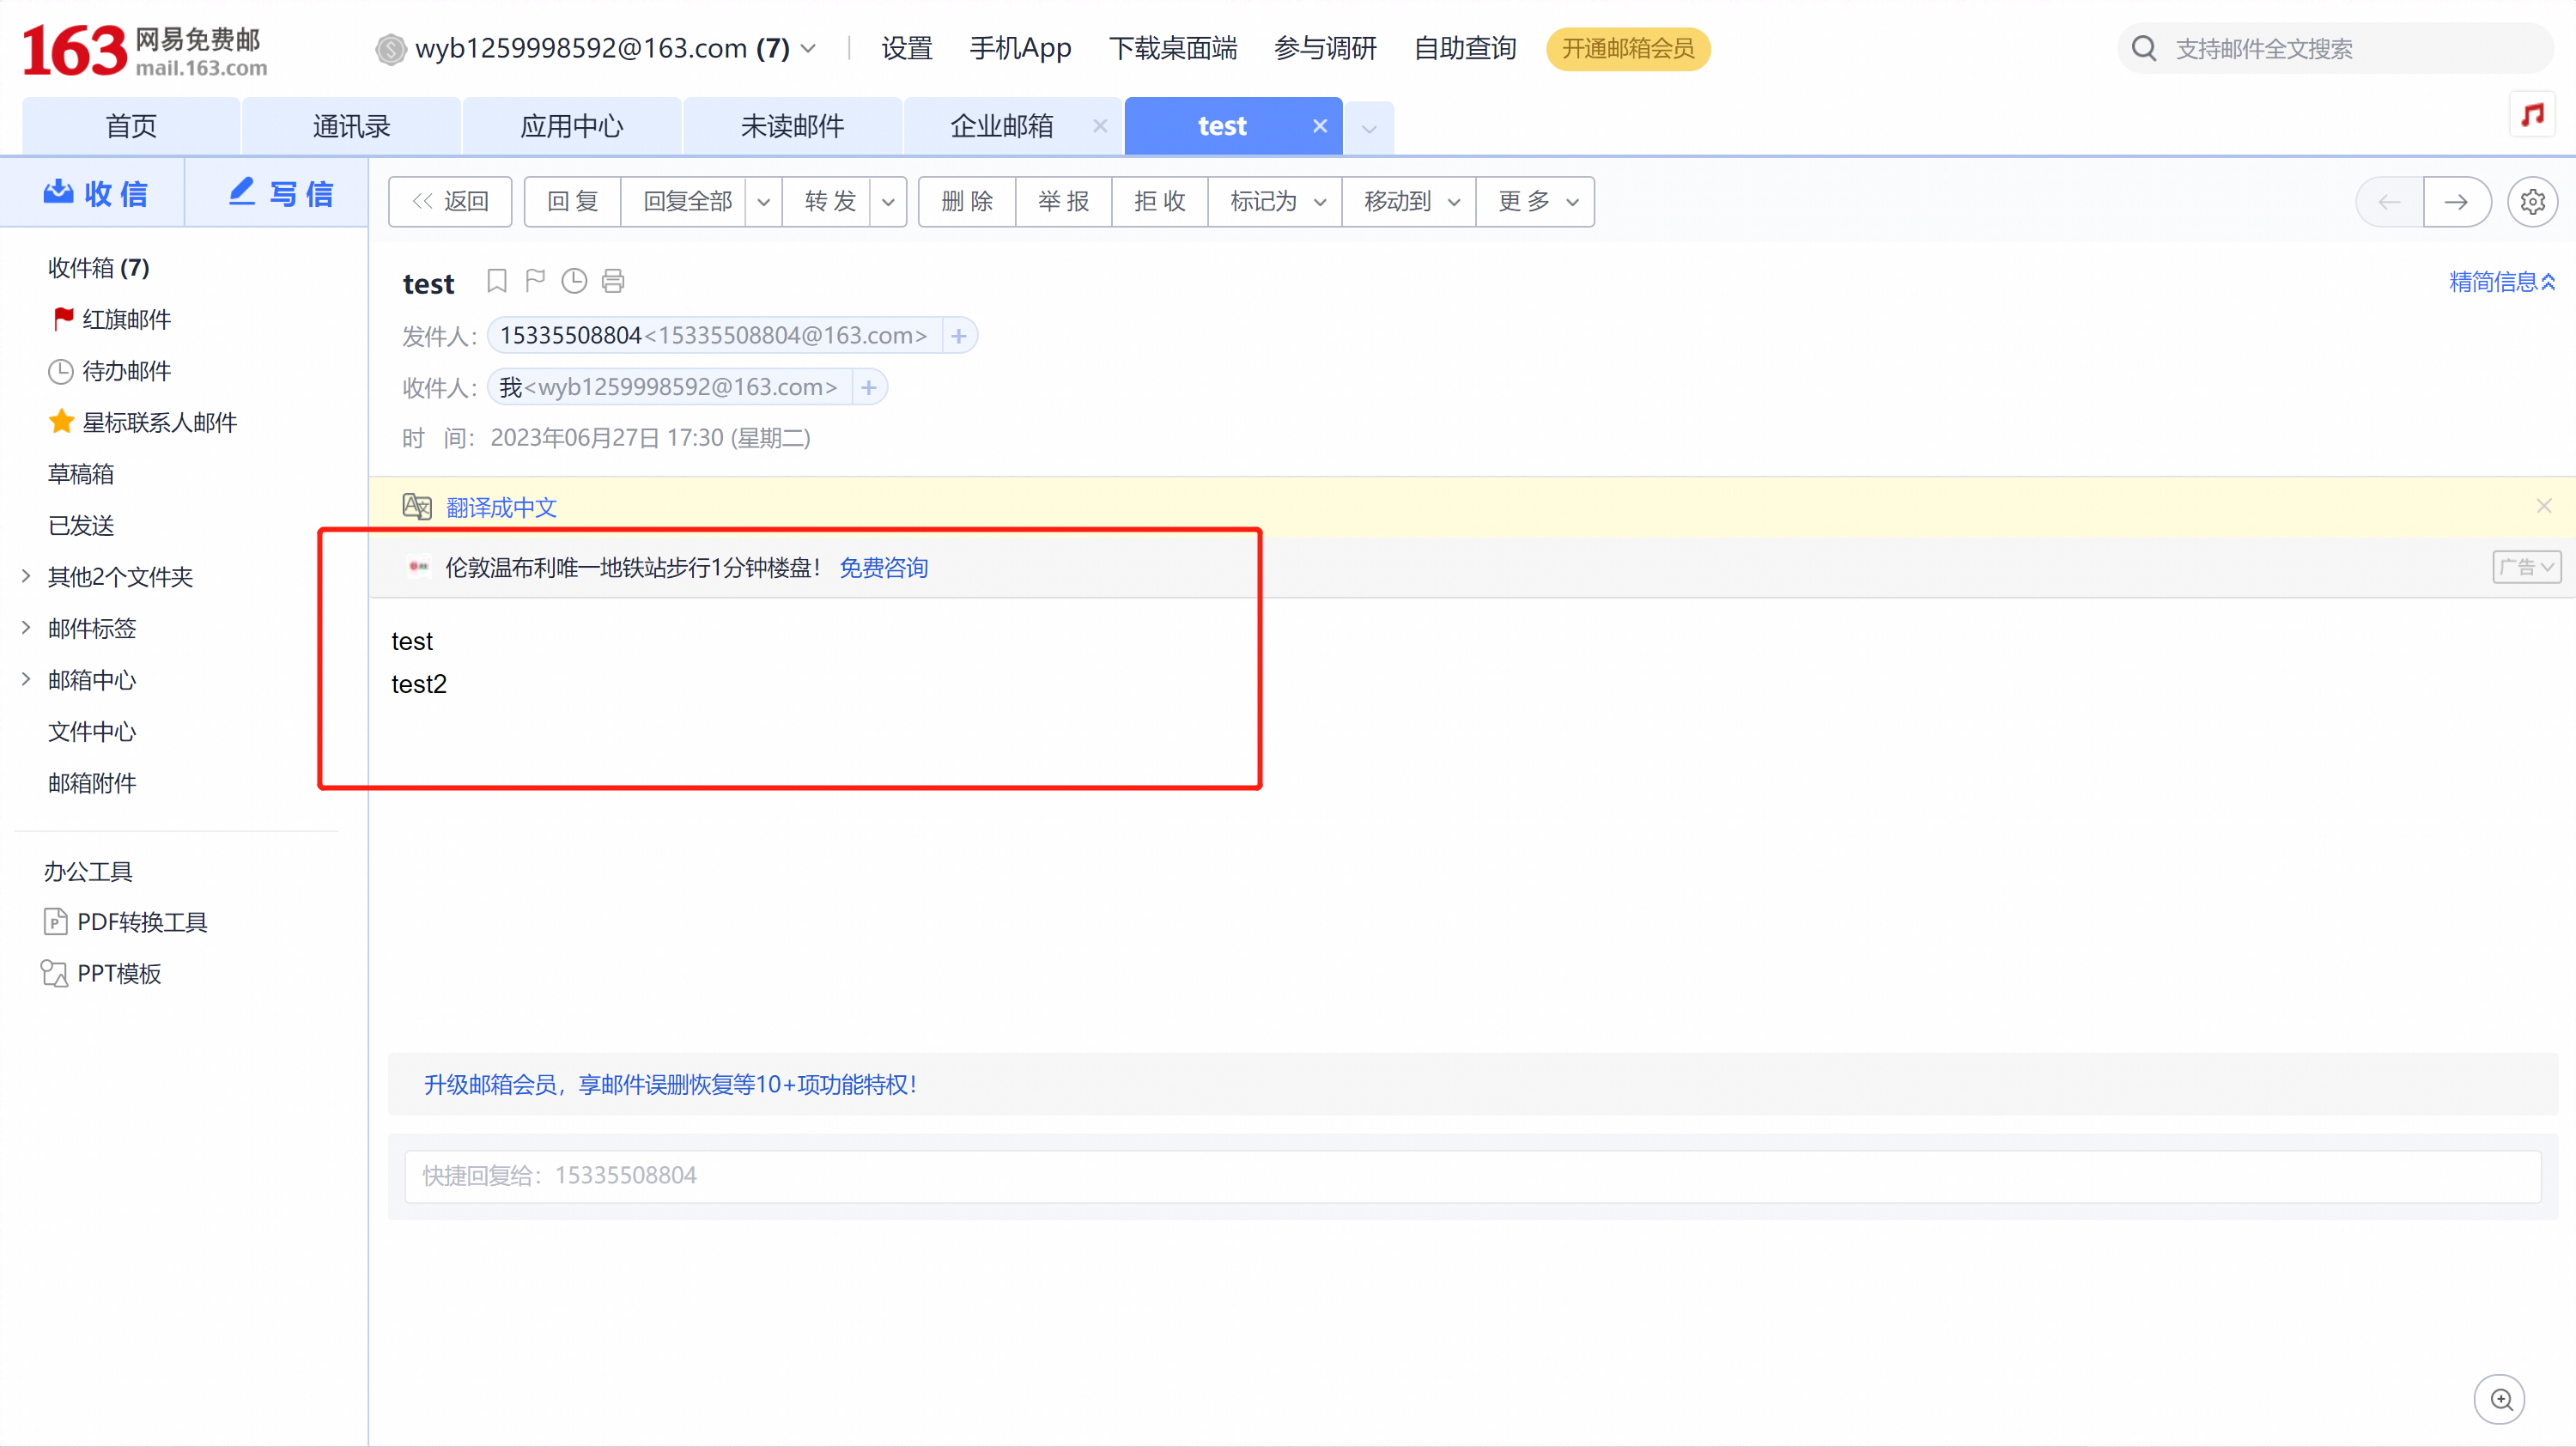 163 网易免费邮
mail.163.com
wyb1259998592@163.com (7)
设置 手机App 下载桌面端 参与调研 自助查询 开通邮箱会员
支持邮件全文搜索
首页 通讯录 应用中心 未读邮件 企业邮箱 test
收 信 写 信
返回 回 复 回复全部 转 发 删 除 举 报 拒 收 标记为 移动到 更 多
收件箱 (7)
红旗邮件
待办邮件
星标联系人邮件
草稿箱
已发送
其他2个文件夹
邮件标签
邮箱中心
文件中心
邮箱附件
办公工具
PDF转换工具
PPT模板
test
精简信息
发件人： 15335508804<15335508804@163.com> +
收件人： 我<wyb1259998592@163.com> +
时 间： 2023年06月27日 17:30 (星期二)
翻译成中文
伦敦温布利唯一地铁站步行1分钟楼盘！ 免费咨询
广告
test
test2
升级邮箱会员，享邮件误删恢复等10+项功能特权！
快捷回复给：15335508804